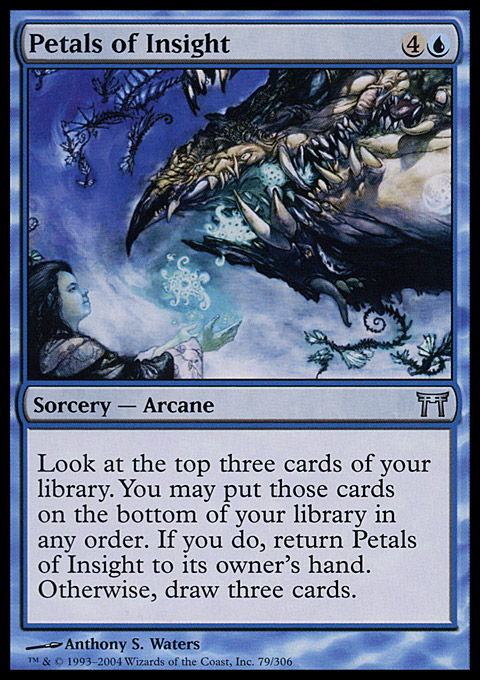 Petals of Insight 4
Sorcery — Arcane
Look at the top three cards of your
library. You may put those cards
on the bottom of your library in
any order. If you do, return Petals
of Insight to its owner's hand.
Otherwise, draw three cards.
Anthony S. Waters
™ & © 1993–2004 Wizards of the Coast, Inc. 79/306